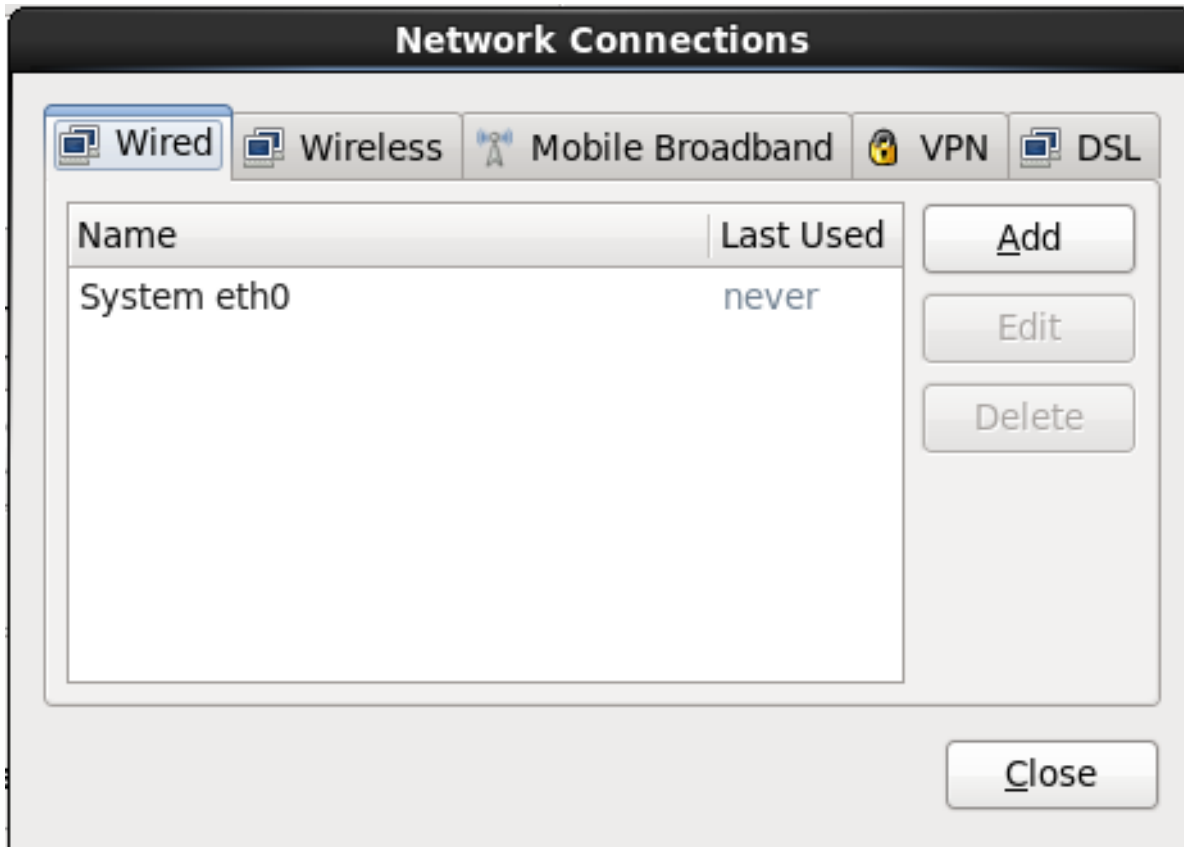 Network Connections
Wired Wireless Mobile Broadband VPN DSL
Name Last Used
System eth0 never
Add
Edit
Delete
Close